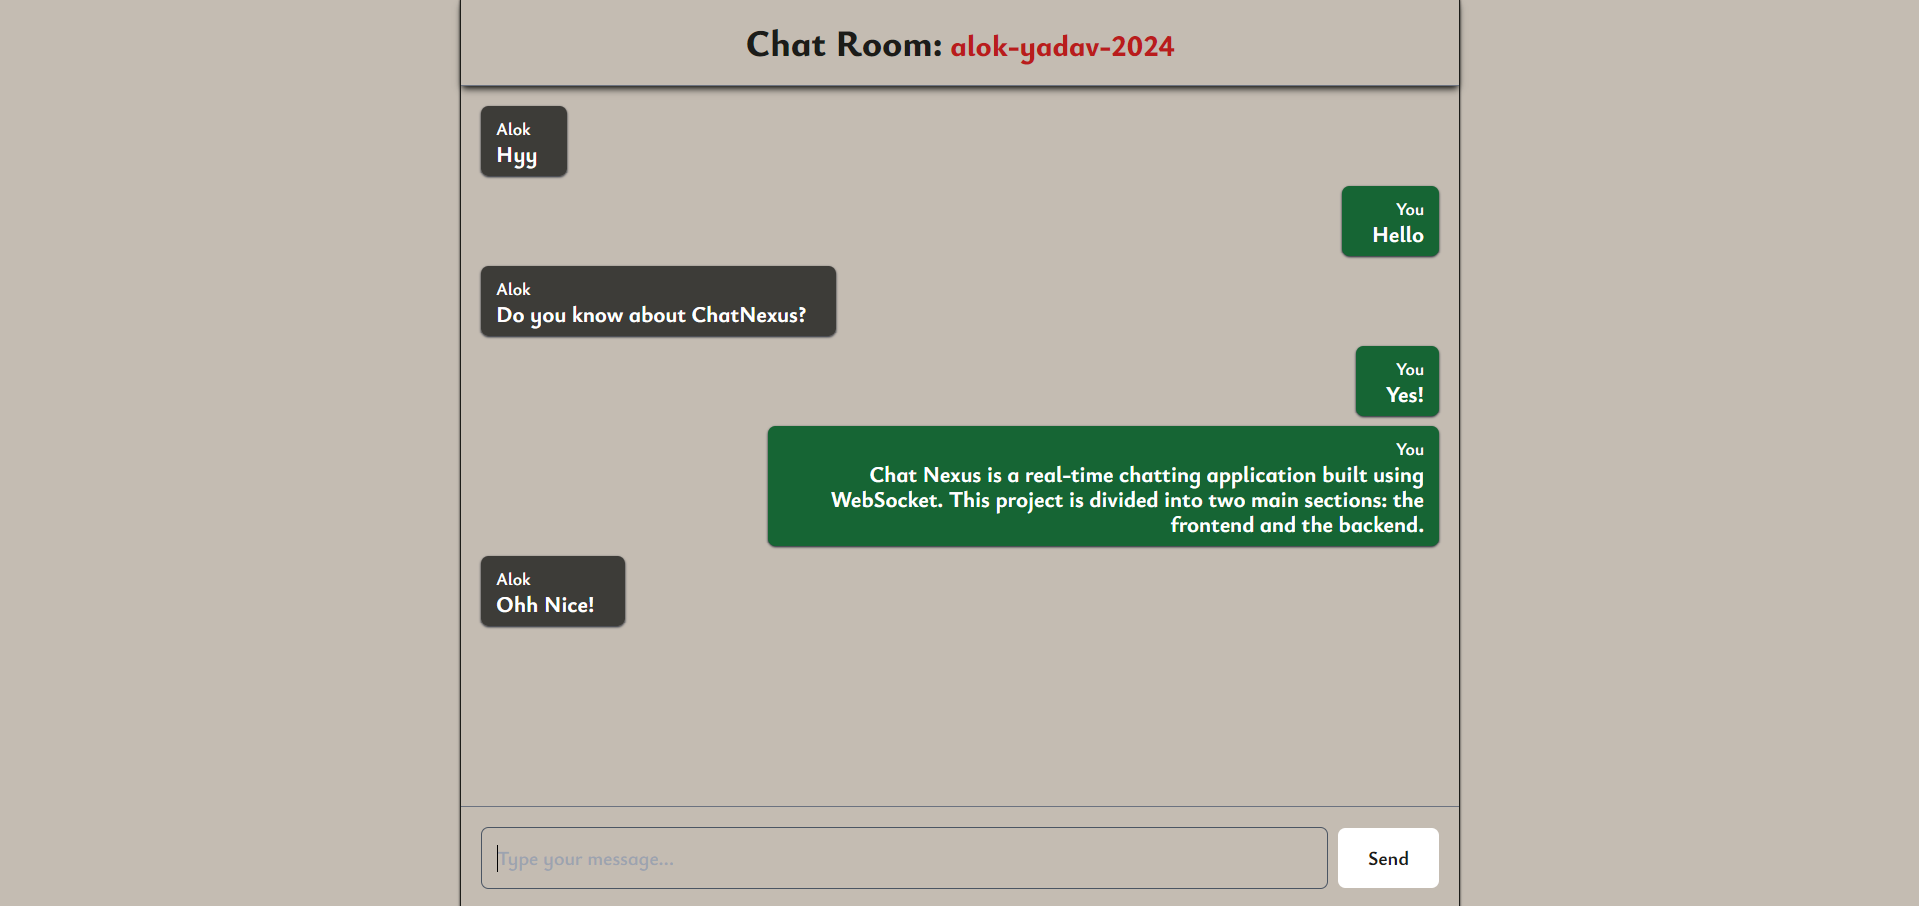 Chat Room: alok-yadav-2024
Alok
Hyy
You
Hello
Alok
Do you know about ChatNexus?
You
Yes!
You
Chat Nexus is a real-time chatting application built using
WebSocket. This project is divided into two main sections: the
frontend and the backend.
Alok
Ohh Nice!
Type your message...
Send